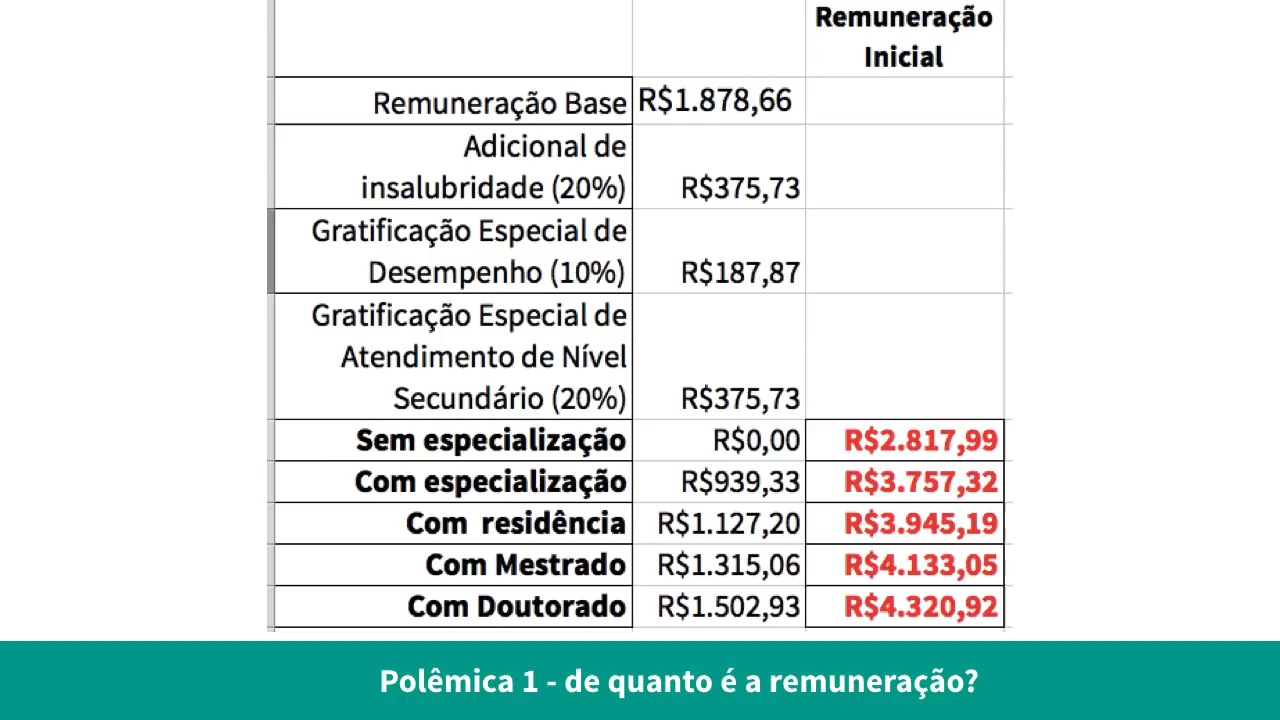 Remuneração
Inicial
Remuneração Base R$1.878,66
Adicional de
insalubridade (20%) R$375,73
Gratificação Especial de
Desempenho (10%) R$187,87
Gratificação Especial de
Atendimento de Nível
Secundário (20%) R$375,73
Sem especialização R$0,00 R$2.817,99
Com especialização R$939,33 R$3.757,32
Com residência R$1.127,20 R$3.945,19
Com Mestrado R$1.315,06 R$4.133,05
Com Doutorado R$1.502,93 R$4.320,92
Polêmica 1 - de quanto é a remuneração?